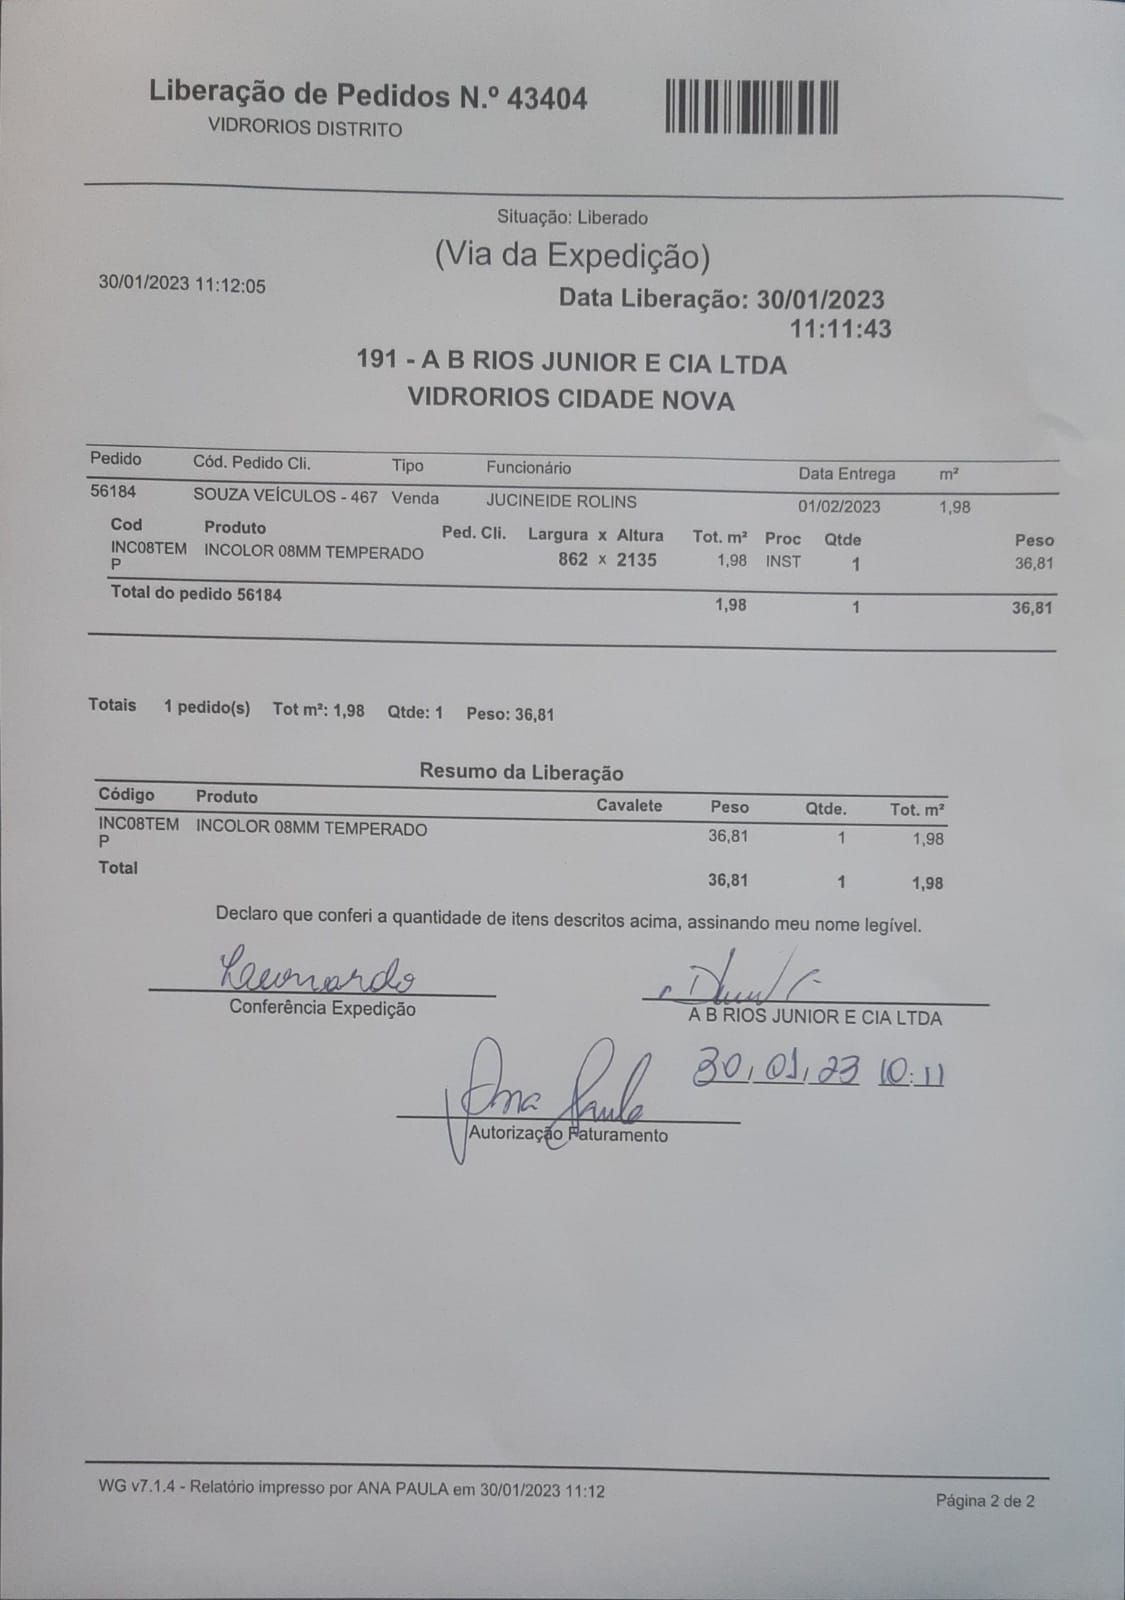 Liberação de Pedidos N.º 43404
VIDRORIOS DISTRITO
Situação: Liberado
(Via da Expedição)
30/01/2023 11:12:05
Data Liberação: 30/01/2023
11:11:43
191 - A B RIOS JUNIOR E CIA LTDA
VIDRORIOS CIDADE NOVA
Pedido Cód. Pedido Cli. Tipo Funcionário Data Entrega m²
56184 SOUZA VEÍCULOS - 467 Venda JUCINEIDE ROLINS 01/02/2023 1,98
Cod Produto Ped. Cli. Largura x Altura Tot. m² Proc Qtde Peso
INC08TEM INCOLOR 08MM TEMPERADO 862 x 2135 1,98 INST 1 36,81
P
Total do pedido 56184 1,98 1 36,81
Totais 1 pedido(s) Tot m²: 1,98 Qtde: 1 Peso: 36,81
Resumo da Liberação
Código Produto Cavalete Peso Qtde. Tot. m²
INC08TEM INCOLOR 08MM TEMPERADO 36,81 1 1,98
P
Total 36,81 1 1,98
Declaro que conferi a quantidade de itens descritos acima, assinando meu nome legível.
Leonardo
Conferência Expedição A B RIOS JUNIOR E CIA LTDA
30,01,23 10:11
Ana Paula
Autorização Faturamento
WG v7.1.4 - Relatório impresso por ANA PAULA em 30/01/2023 11:12
Página 2 de 2